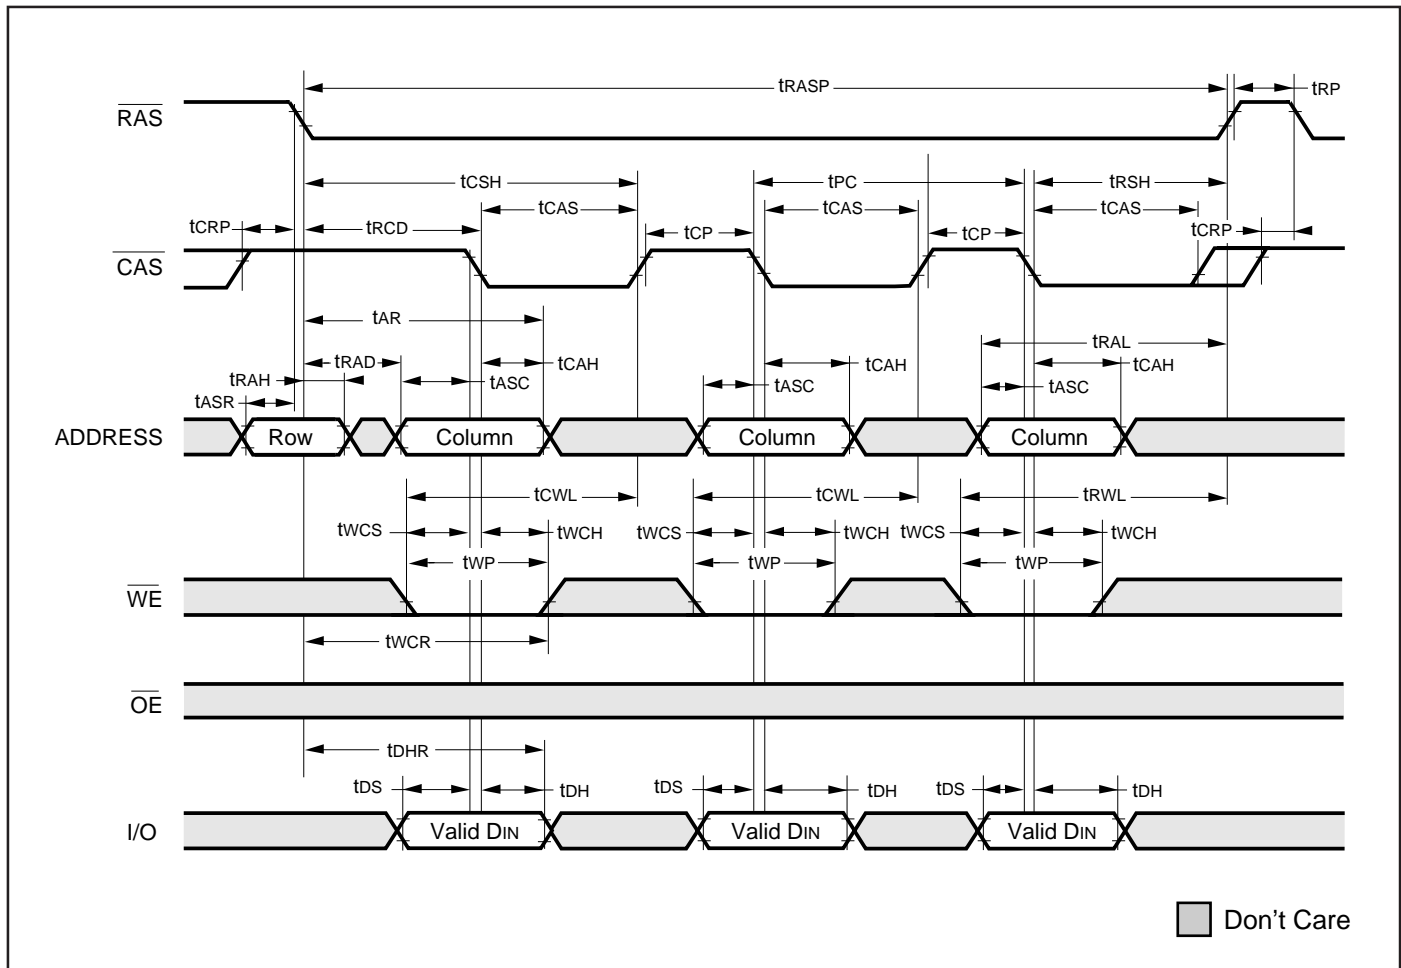 tRASP
tRP
RAS
tCSH
tPC
tRSH
tCAS
tCAS
tCAS
tCRP
tRCD
tCP
tCP
tCRP
CAS
tAR
tRAL
tRAD
tCAH
tCAH
tCAH
tRAH
tASC
tASC
tASC
tASR
ADDRESS
Row
Column
Column
Column
tCWL
tCWL
tRWL
tWCS
tWCH
tWCS
tWCH
tWCS
tWCH
tWP
tWP
tWP
WE
tWCR
OE
tDHR
tDS
tDH
tDS
tDH
tDS
tDH
I/O
Valid DIN
Valid DIN
Valid DIN
Don't Care